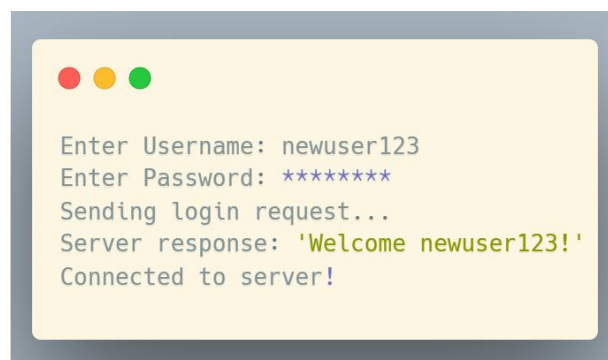 Enter Username: newuser123
Enter Password: ********
Sending login request...
Server response: 'Welcome newuser123!'
Connected to server!